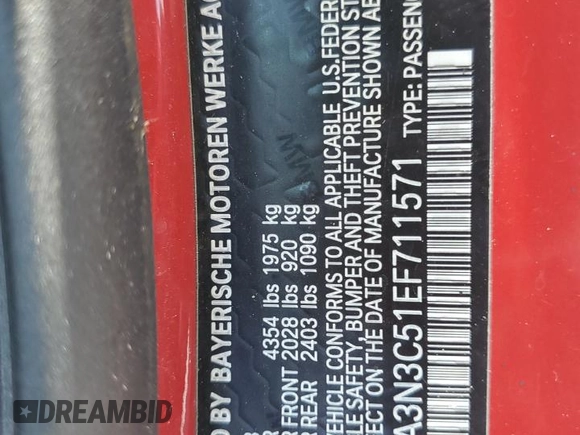 D BY BAYERISCHE MOTOREN WERKE A
4354 lbs 1975 kg
FRONT 2028 lbs 920 kg
REAR 2403 lbs 1090 kg
VEHICLE CONFORMS TO ALL APPLICABLE U.S.FEDER
LE SAFETY, BUMPER AND THEFT PREVENTION ST
ECT ON THE DATE OF MANUFACTURE SHOWN AB
A3N3C51EF711571 TYPE: PASSEN
DREAMBID